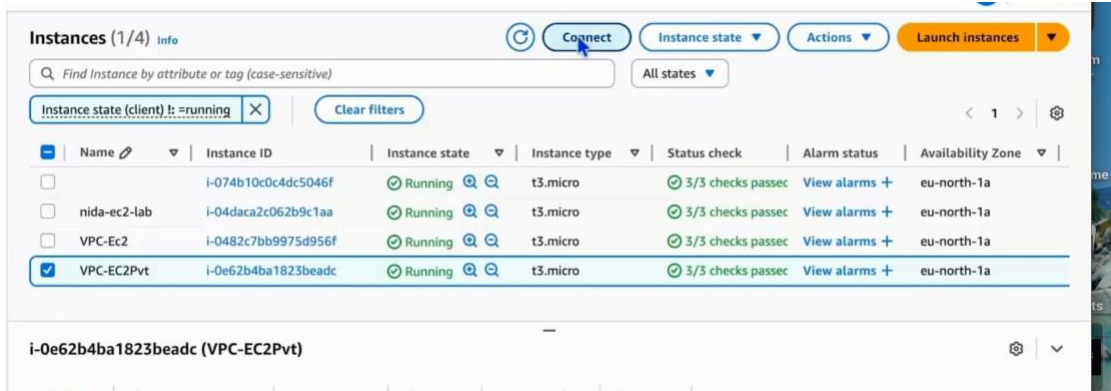 Instances (1/4) Info Connect Instance state Actions Launch instances
Find Instance by attribute or tag (case-sensitive) All states
Instance state (client) !: =running Clear filters 1
Name Instance ID Instance state Instance type Status check Alarm status Availability Zone
i-074b10c0c4dc5046f Running t3.micro 3/3 checks passec View alarms + eu-north-1a
nida-ec2-lab i-04daca2c062b9c1aa Running t3.micro 3/3 checks passec View alarms + eu-north-1a
VPC-Ec2 i-0482c7bb9975d956f Running t3.micro 3/3 checks passec View alarms + eu-north-1a
VPC-EC2Pvt i-0e62b4ba1823beadc Running t3.micro 3/3 checks passec View alarms + eu-north-1a
i-0e62b4ba1823beadc (VPC-EC2Pvt)